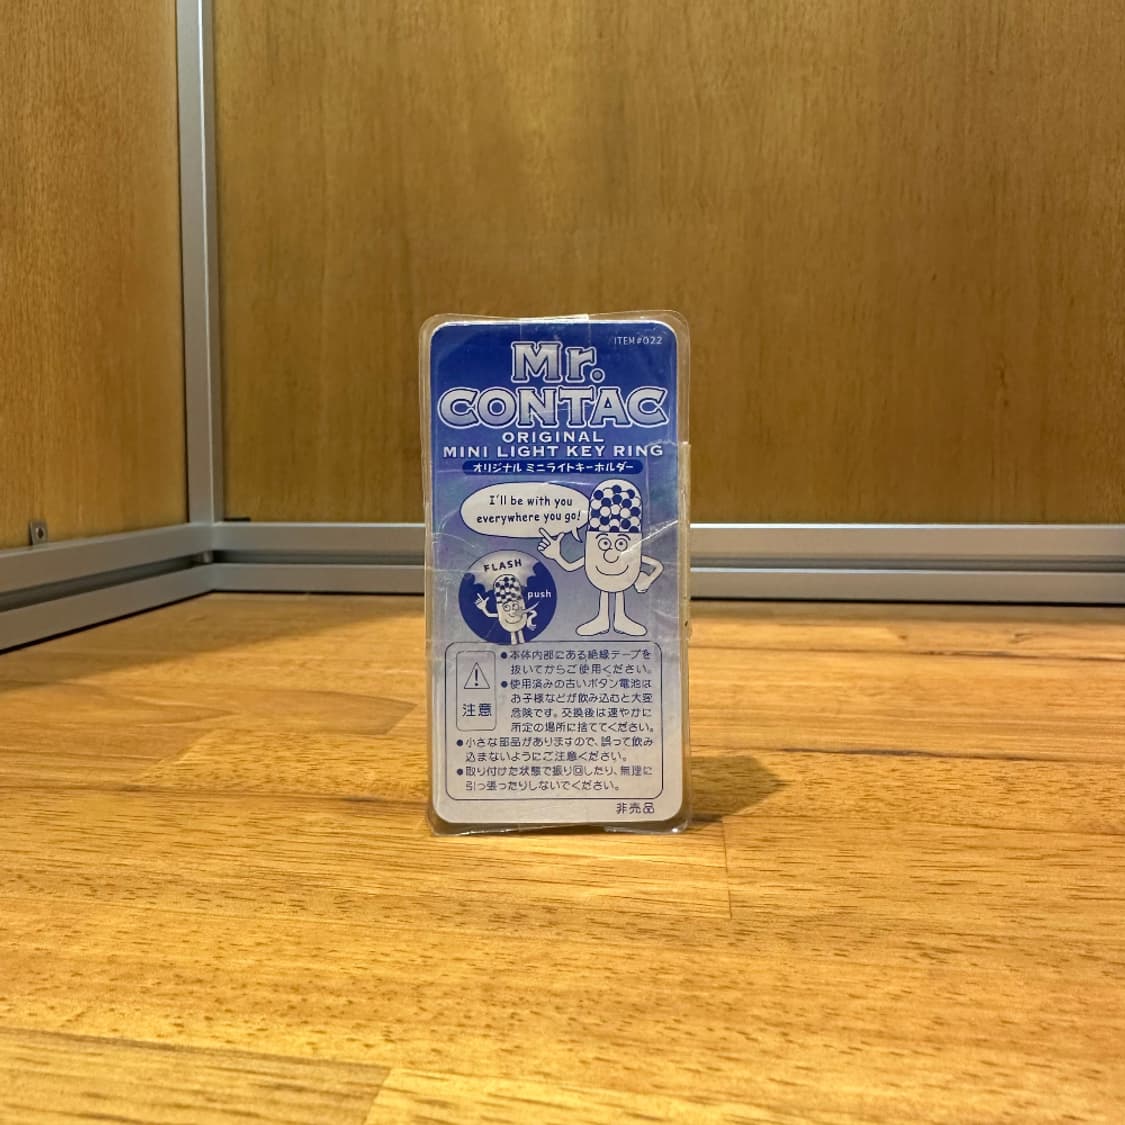 ITEM#022
Mr.
CONTAC
ORIGINAL
MINI LIGHT KEY RING
オリジナル ミニライトキーホルダー
I'll be with you
everywhere you go!
FLASH
push
注意
●本体内部にある絶縁テープを
抜いてからご使用ください。
●使用済みの古いボタン電池は
お子様などが飲み込むと大変
危険です。交換後は速やかに
所定の場所に捨ててください。
●小さな部品がありますので、誤って飲み
込まないようにご注意ください。
●取り付けた状態で振り回したり、無理に
引っ張ったりしないでください。
非売品